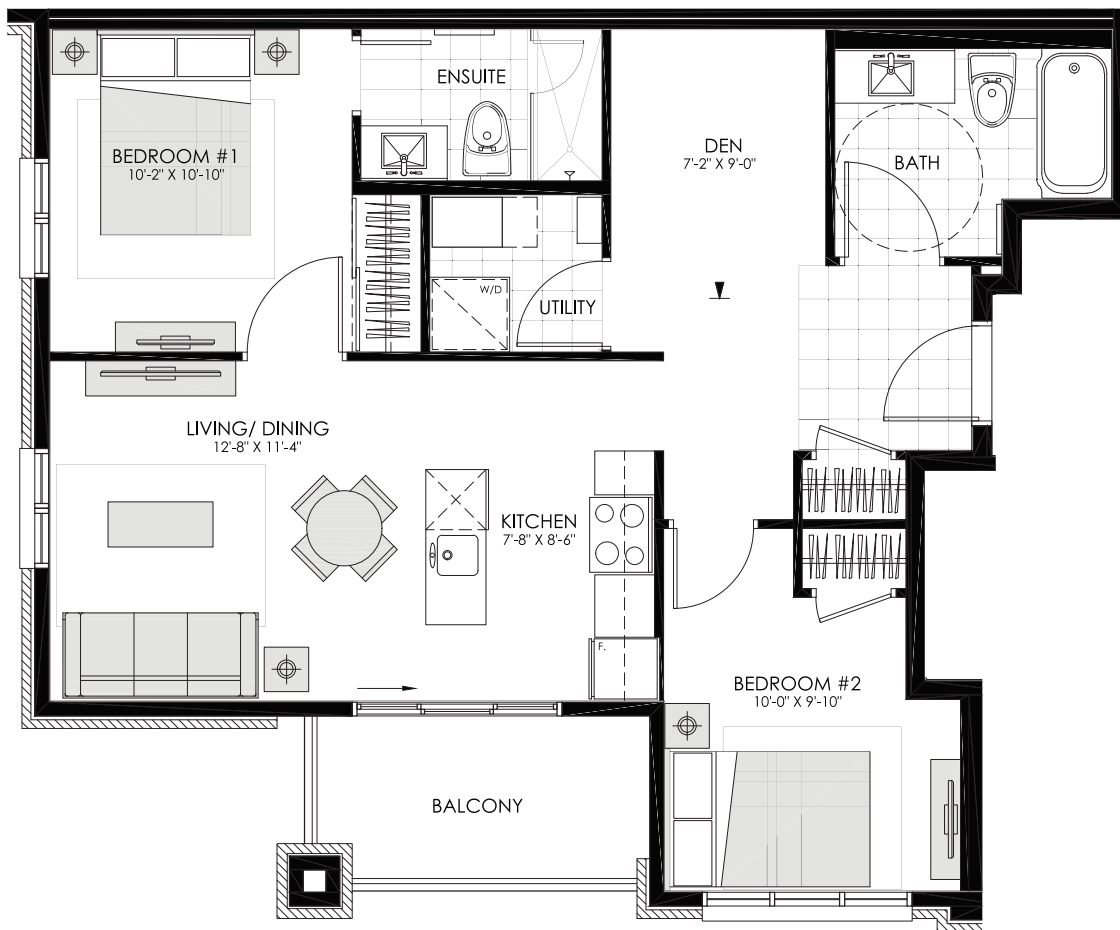 ENSUITE
BEDROOM #1
10'-2" X 10'-10"
DEN
7'-2" X 9'-0"
BATH
W/D
UTILITY
LIVING/ DINING
12'-8" X 11'-4"
KITCHEN
7'-8" X 8'-6"
F.
BEDROOM #2
10'-0" X 9'-10"
BALCONY